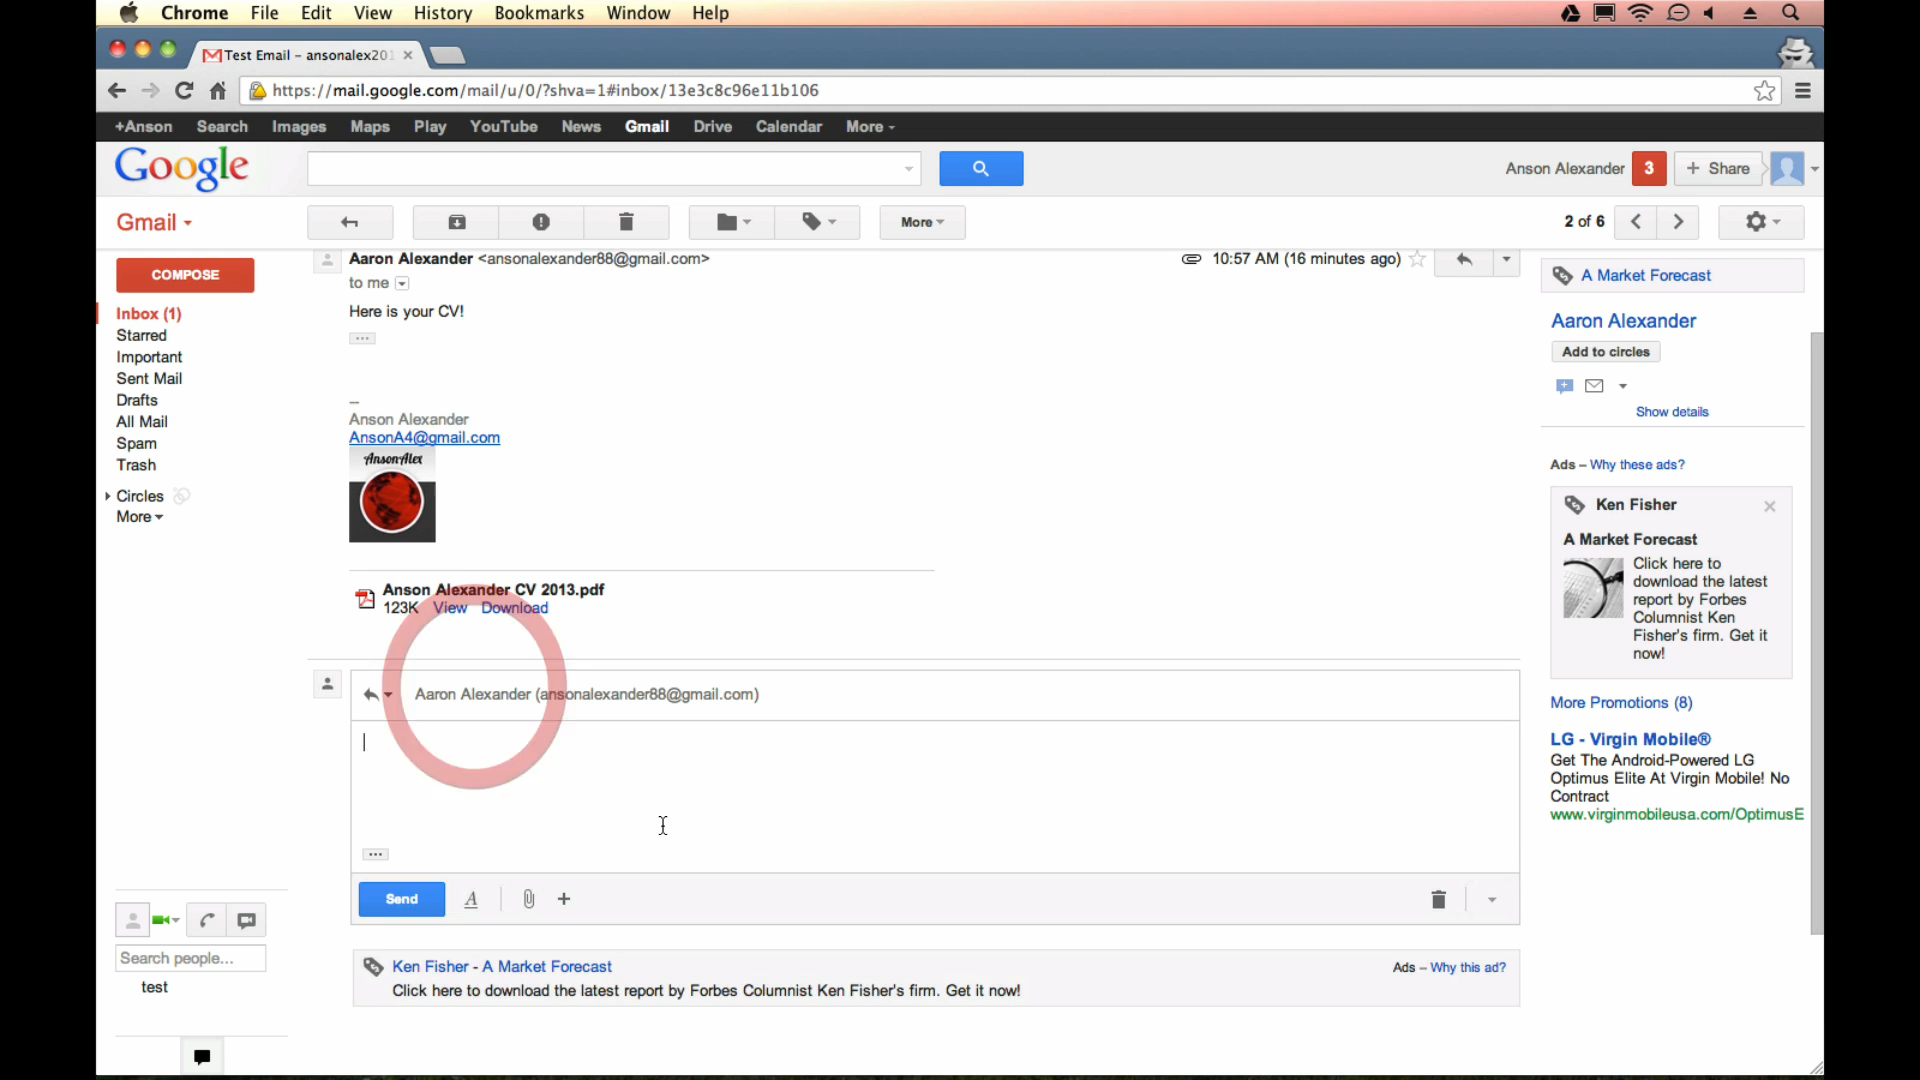 Chrome File Edit View History Bookmarks Window Help
Test Email - ansonalex201
https://mail.google.com/mail/u/0/?shva=1#inbox/13e3c8c96e11b106
+Anson Search Images Maps Play YouTube News Gmail Drive Calendar More
Google
Anson Alexander 3 + Share
Gmail
More
2 of 6
COMPOSE
Inbox (1)
Starred
Important
Sent Mail
Drafts
All Mail
Spam
Trash
Circles
More
Search people...
test
Aaron Alexander <ansonalexander88@gmail.com>
10:57 AM (16 minutes ago)
to me
Here is your CV!
...
--
Anson Alexander
AnsonA4@gmail.com
AnsonAlex
Anson Alexander CV 2013.pdf
123K View Download
Aaron Alexander (ansonalexander88@gmail.com)
...
Send A +
Ken Fisher - A Market Forecast
Ads – Why this ad?
Click here to download the latest report by Forbes Columnist Ken Fisher's firm. Get it now!
A Market Forecast
Aaron Alexander
Add to circles
Show details
Ads – Why these ads?
Ken Fisher
A Market Forecast
Click here to
download the latest
report by Forbes
Columnist Ken
Fisher's firm. Get it
now!
More Promotions (8)
LG - Virgin Mobile®
Get The Android-Powered LG
Optimus Elite At Virgin Mobile! No
Contract
www.virginmobileusa.com/OptimusE